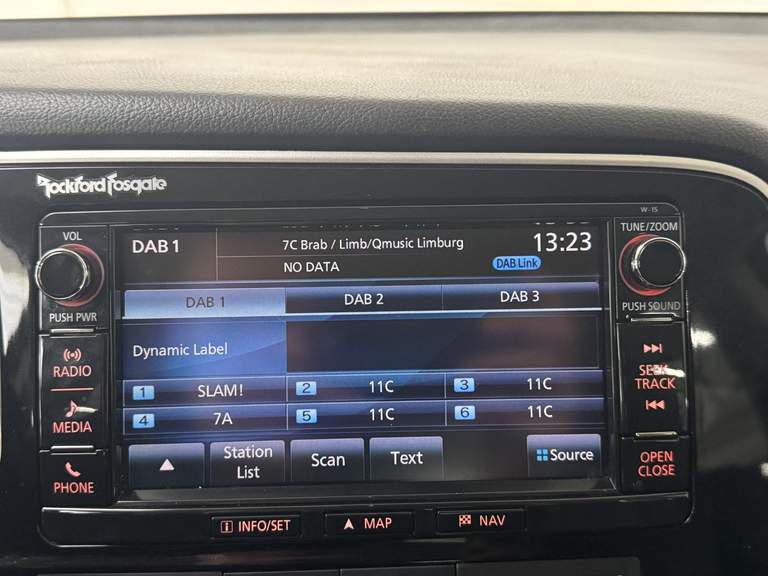 Rockford Fosgate
W-15
VOL
PUSH PWR
RADIO
MEDIA
PHONE
DAB 1
7C Brab / Limb/Qmusic Limburg
13:23
NO DATA
DAB Link
DAB 1
DAB 2
DAB 3
Dynamic Label
1 SLAM!
2 11C
3 11C
4 7A
5 11C
6 11C
Station
List
Scan
Text
Source
TUNE/ZOOM
PUSH SOUND
SEEK
TRACK
OPEN
CLOSE
INFO/SET
MAP
NAV